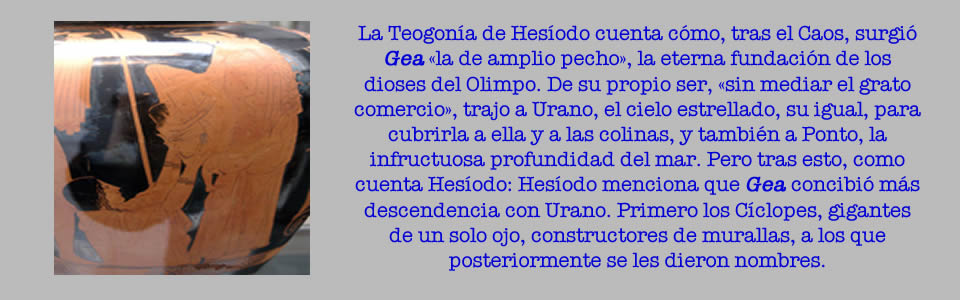 La Teogonía de Hesíodo cuenta cómo, tras el Caos, surgió
Gea «la de amplio pecho», la eterna fundación de los
dioses del Olimpo. De su propio ser, «sin mediar el grato
comercio», trajo a Urano, el cielo estrellado, su igual, para
cubrirla a ella y a las colinas, y también a Ponto, la
infructuosa profundidad del mar. Pero tras esto, como
cuenta Hesíodo: Hesíodo menciona que Gea concibió más
descendencia con Urano. Primero los Cíclopes, gigantes
de un solo ojo, constructores de murallas, a los que
posteriormente se les dieron nombres.